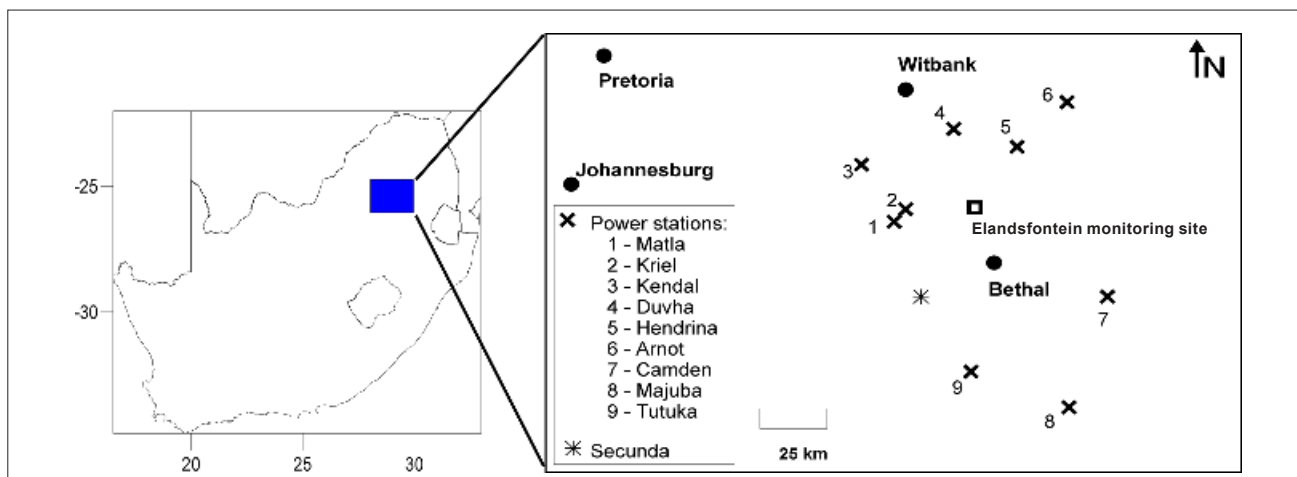 -25
-30
20
25
30
Pretoria
Johannesburg
Power stations:
1 - Matla
2 - Kriel
3 - Kendal
4 - Duvha
5 - Hendrina
6 - Arnot
7 - Camden
8 - Majuba
9 - Tutuka
Secunda
25 km
N
Witbank
6
4
5
3
2
1
Elandsfontein monitoring site
Bethal
7
9
8